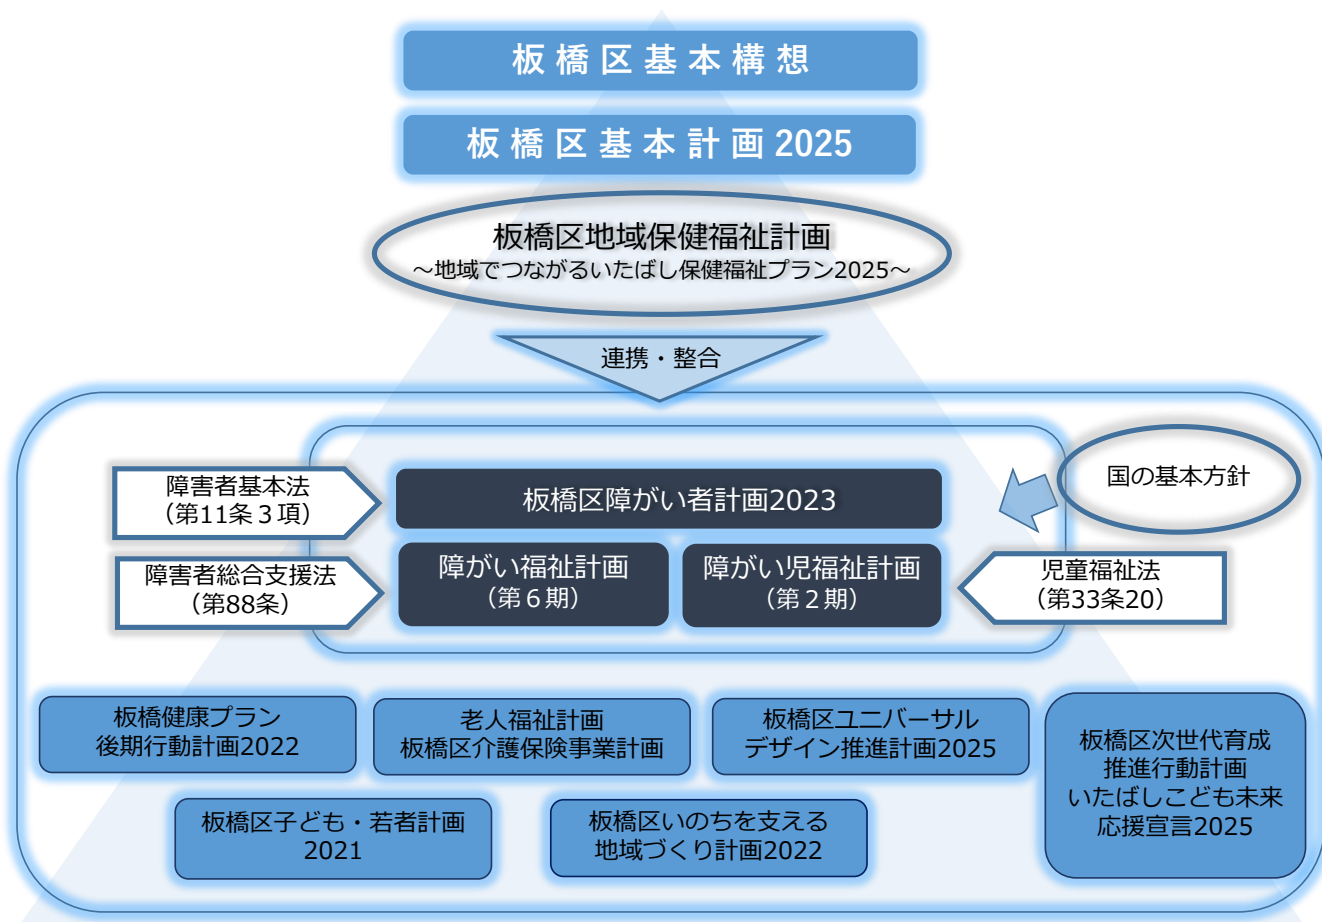 板橋区基本構想
板橋区基本計画2025
板橋区地域保健福祉計画
～地域でつながるいたばし保健福祉プラン2025～
連携・整合
障害者基本法
（第11条３項）
板橋区障がい者計画2023
国の基本方針
障害者総合支援法
（第88条）
障がい福祉計画
（第６期）
障がい児福祉計画
（第２期）
児童福祉法
（第33条20）
板橋健康プラン
後期行動計画2022
老人福祉計画
板橋区介護保険事業計画
板橋区ユニバーサル
デザイン推進計画2025
板橋区次世代育成
推進行動計画
いたばしこども未来
応援宣言2025
板橋区子ども・若者計画
2021
板橋区いのちを支える
地域づくり計画2022